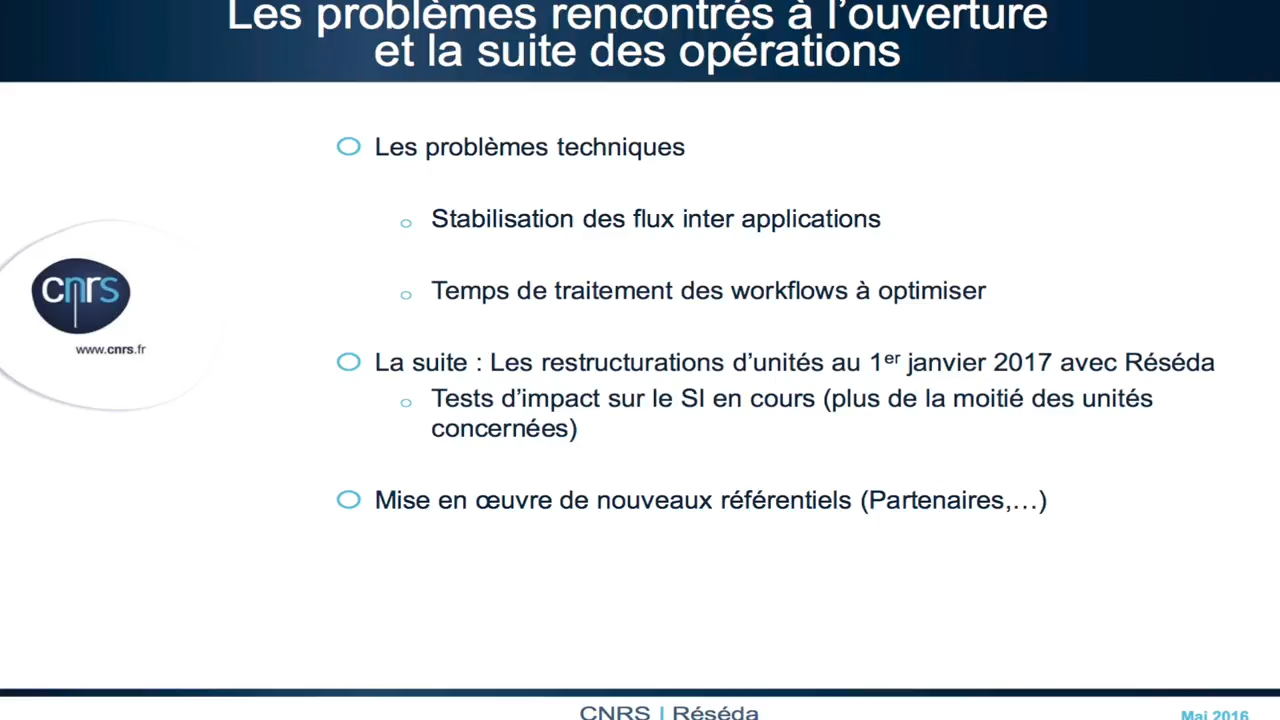 Les problèmes rencontrés à l’ouverture
et la suite des opérations
Les problèmes techniques
Stabilisation des flux inter applications
Temps de traitement des workflows à optimiser
cnrs
www.cnrs.fr
La suite : Les restructurations d’unités au 1er janvier 2017 avec Réséda
Tests d’impact sur le SI en cours (plus de la moitié des unités
concernées)
Mise en œuvre de nouveaux référentiels (Partenaires,…)
CNRS | Réséda
Mai 2016